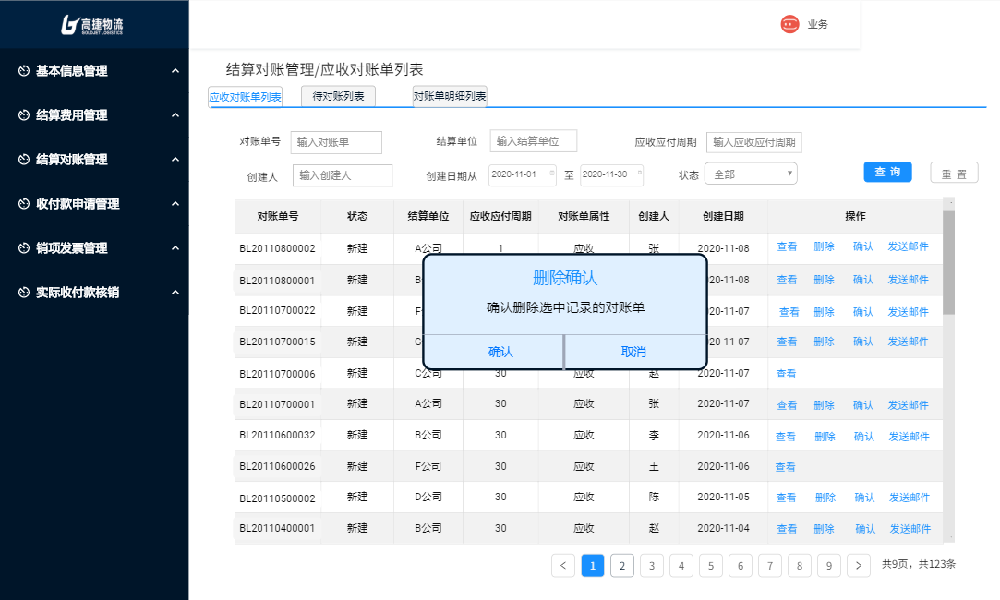 高捷物流
GOLDJET LOGISTICS
业务
基本信息管理
结算费用管理
结算对账管理
收付款申请管理
销项发票管理
实际收付款核销
结算对账管理/应收对账单列表
应收对账单列表 待对账列表 对账单明细列表
对账单号 输入对账单 结算单位 输入结算单位 应收应付周期 输入应收应付周期
创建人 输入创建人 创建日期从 2020-11-01 至 2020-11-30 状态 全部 查询 重置
对账单号 状态 结算单位 应收应付周期 对账单属性 创建人 创建日期 操作
BL20110800002 新建 A公司 1 应收 张 2020-11-08 查看 删除 确认 发送邮件
BL20110800001 新建 20-11-08 查看 删除 确认 发送邮件
BL20110700022 新建 F 20-11-07 查看 删除 确认 发送邮件
BL20110700015 新建 20-11-07 查看 删除 确认 发送邮件
BL20110700006 新建 C公司 30 应收 赵 2020-11-07 查看
BL20110700001 新建 A公司 30 应收 张 2020-11-07 查看 删除 确认 发送邮件
BL20110600032 新建 B公司 30 应收 李 2020-11-06 查看 删除 确认 发送邮件
BL20110600026 新建 F公司 30 应收 王 2020-11-06 查看
BL20110500002 新建 D公司 30 应收 陈 2020-11-05 查看 删除 确认 发送邮件
BL20110400001 新建 B公司 30 应收 赵 2020-11-04 查看 删除 确认 发送邮件
删除确认
确认删除选中记录的对账单
确认 取消
< 1 2 3 4 5 6 7 8 9 > 共9页，共123条